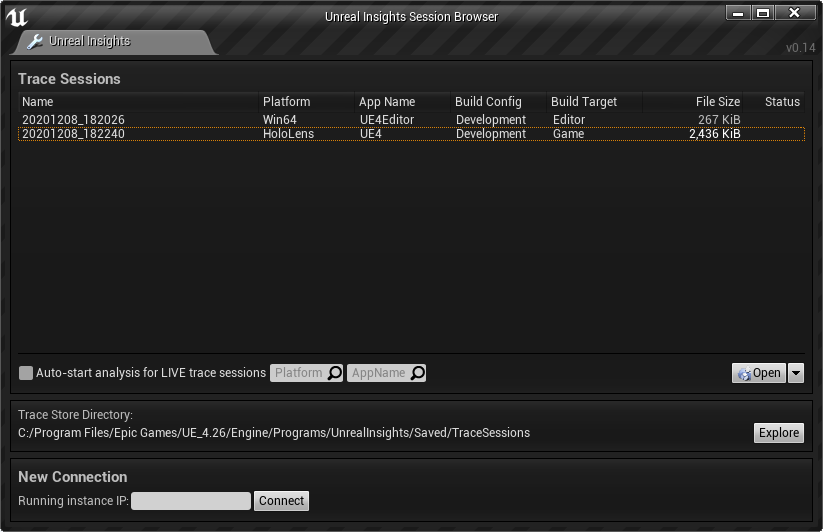 Unreal Insights Session Browser
Unreal Insights
v0.14
Trace Sessions
Name Platform App Name Build Config Build Target File Size Status
20201208_182026 Win64 UE4Editor Development Editor 267 KiB
20201208_182240 HoloLens UE4 Development Game 2,436 KiB
Auto-start analysis for LIVE trace sessions Platform AppName Open
Trace Store Directory:
C:/Program Files/Epic Games/UE_4.26/Engine/Programs/UnrealInsights/Saved/TraceSessions
Explore
New Connection
Running instance IP: Connect